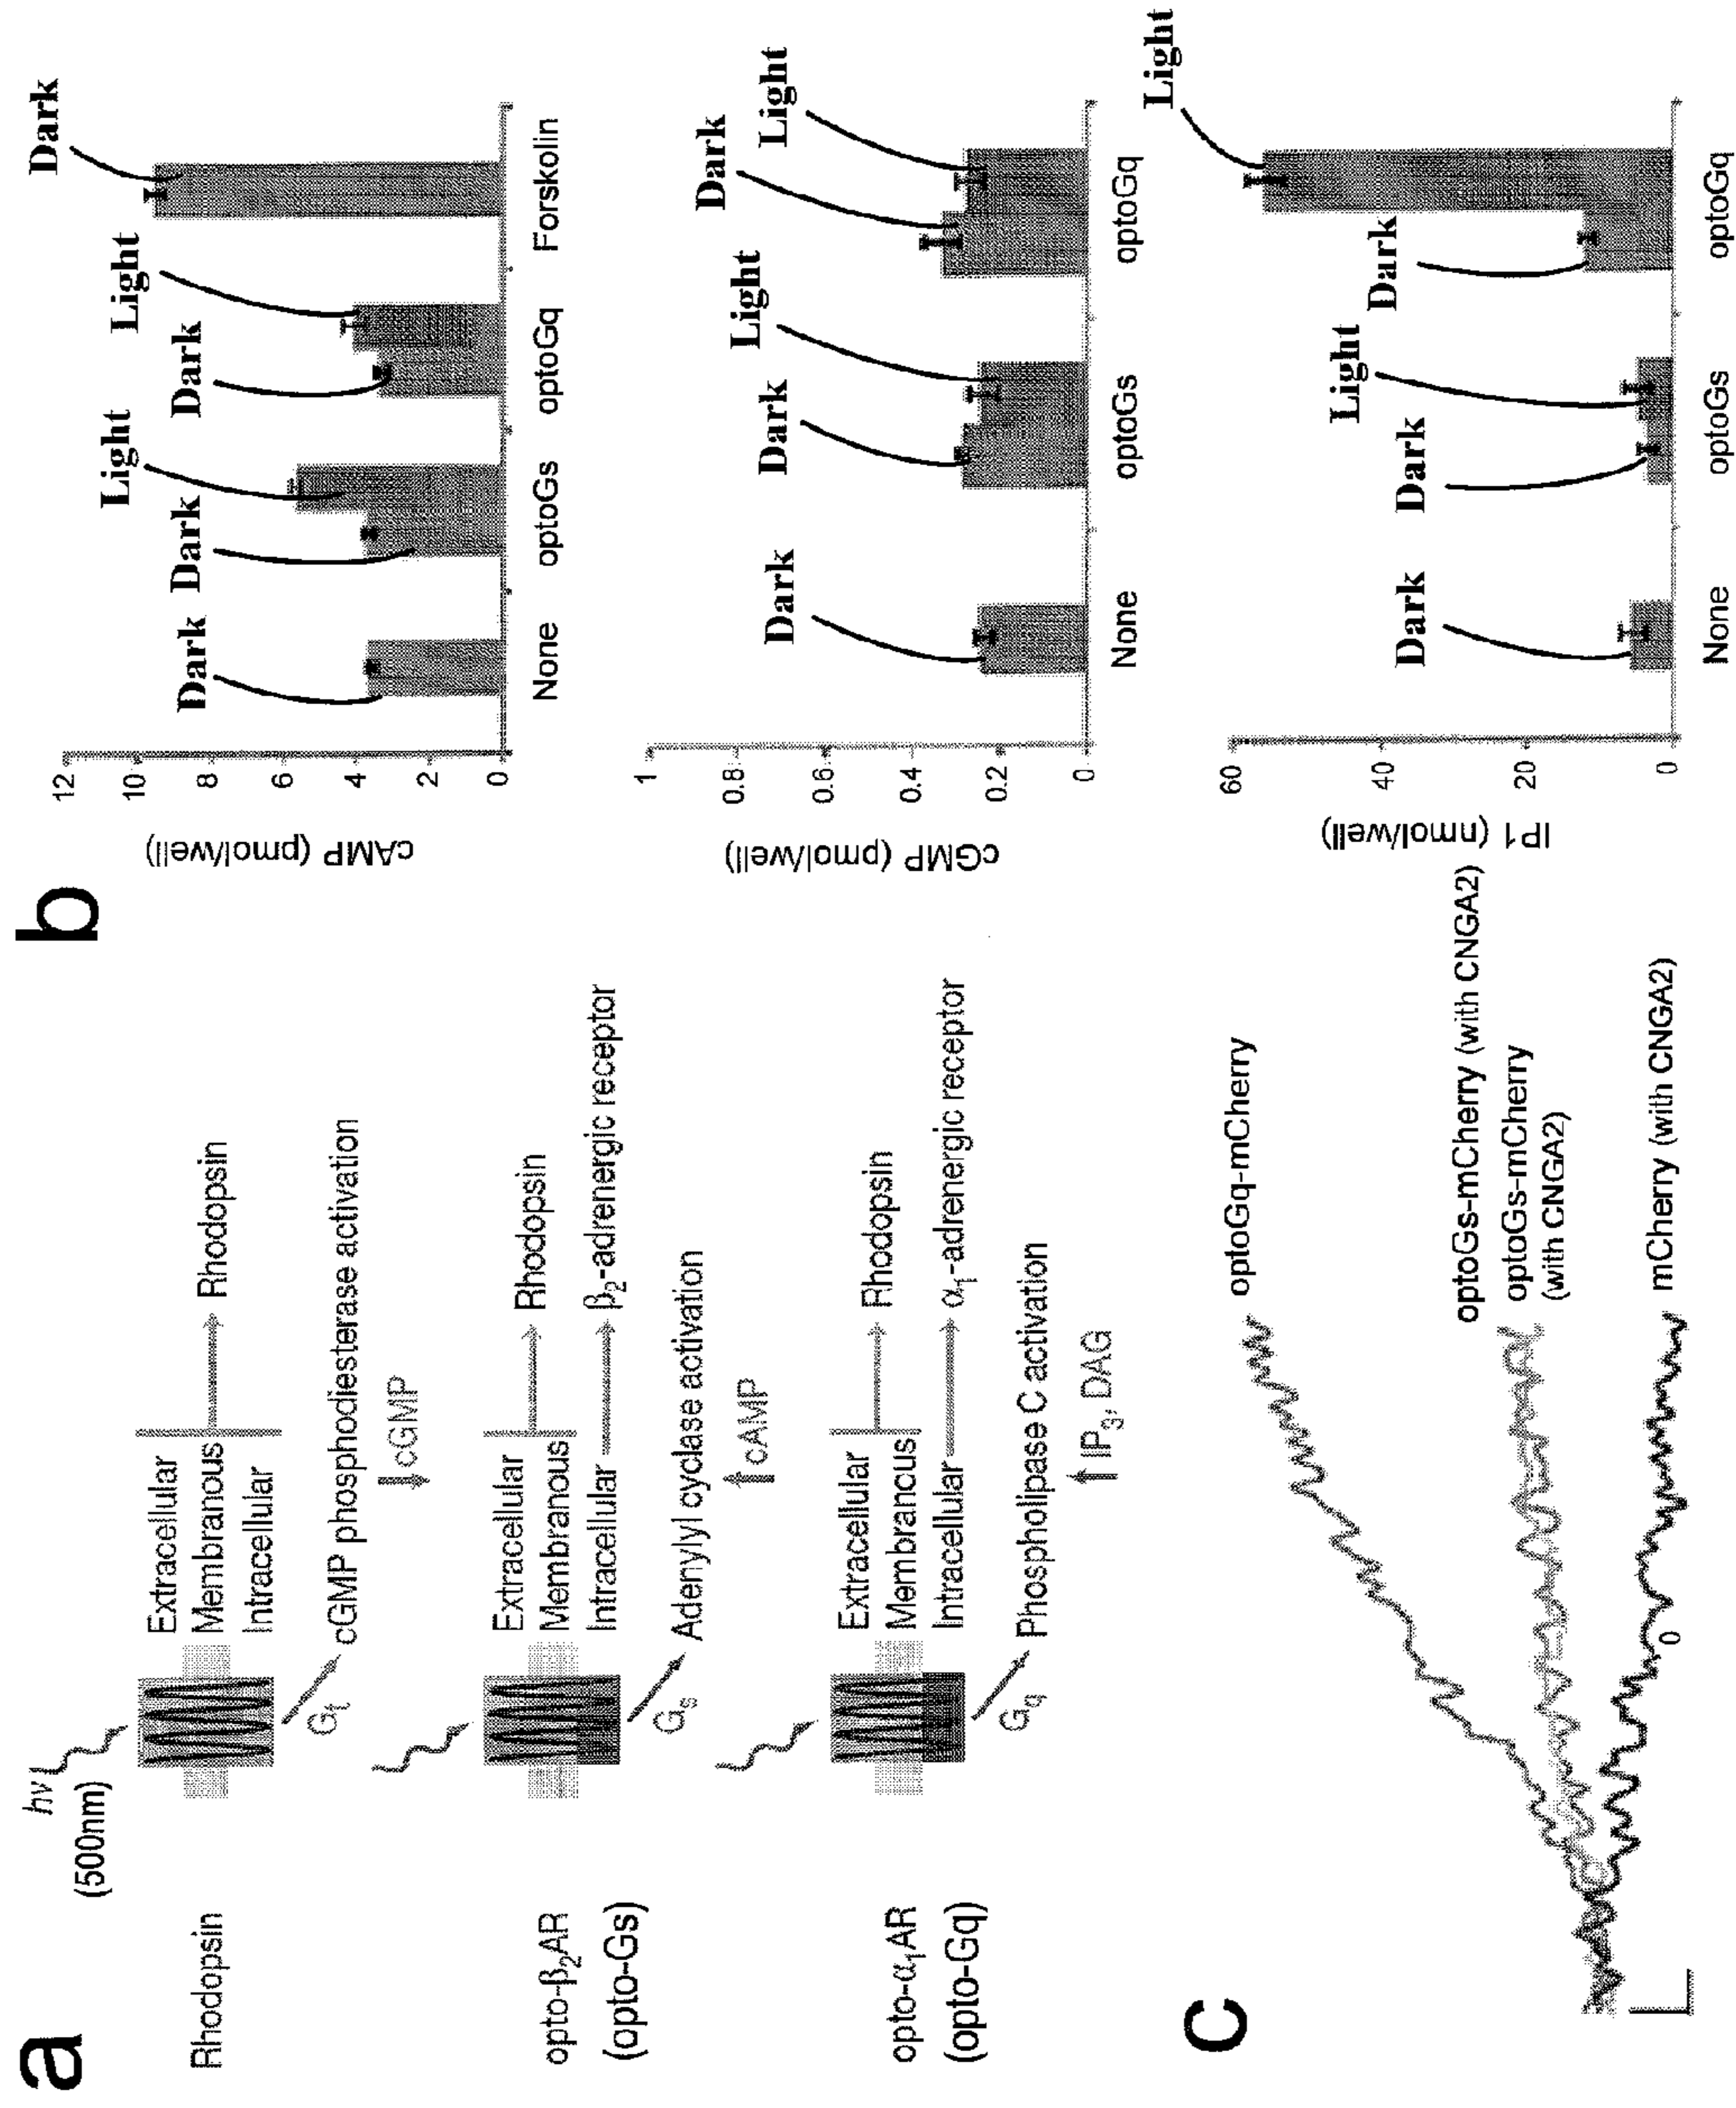 a
hν
(500nm)
Rhodopsin
Extracellular
Membranous
Intracellular
Rhodopsin
Gt
cGMP phosphodiesterase activation
cGMP
opto-β2AR
(opto-Gs)
Extracellular
Membranous
Intracellular
Rhodopsin
β2-adrenergic receptor
Gs
Adenylyl cyclase activation
cAMP
opto-α1AR
(opto-Gq)
Extracellular
Membranous
Intracellular
Rhodopsin
α1-adrenergic receptor
Gq
Phospholipase C activation
IP3, DAG
b
cAMP (pmol/well)
12
10
8
6
4
2
0
Dark
Dark
Light
Dark
Light
Dark
None
optoGs
optoGq
Forskolin
cGMP (pmol/well)
1
0.8
0.6
0.4
0.2
0
Dark
Dark
Light
Dark
Light
None
optoGs
optoGq
IP1 (nmol/well)
60
40
20
0
Dark
Dark
Light
Dark
Light
None
optoGs
optoGq
c
optoGq-mCherry
optoGs-mCherry (with CNGA2)
optoGs-mCherry
(with CNGA2)
mCherry (with CNGA2)
0